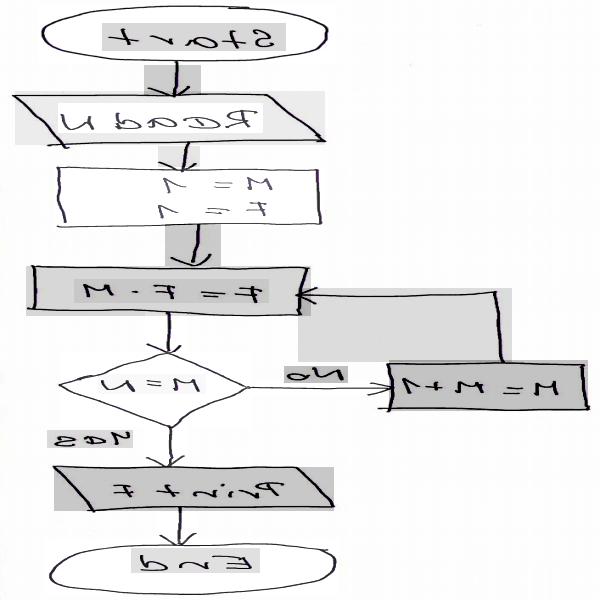 Start
Read N
M = 1
F = 1
F = F · M
M = N
No
M = M + 1
Yes
Print F
End